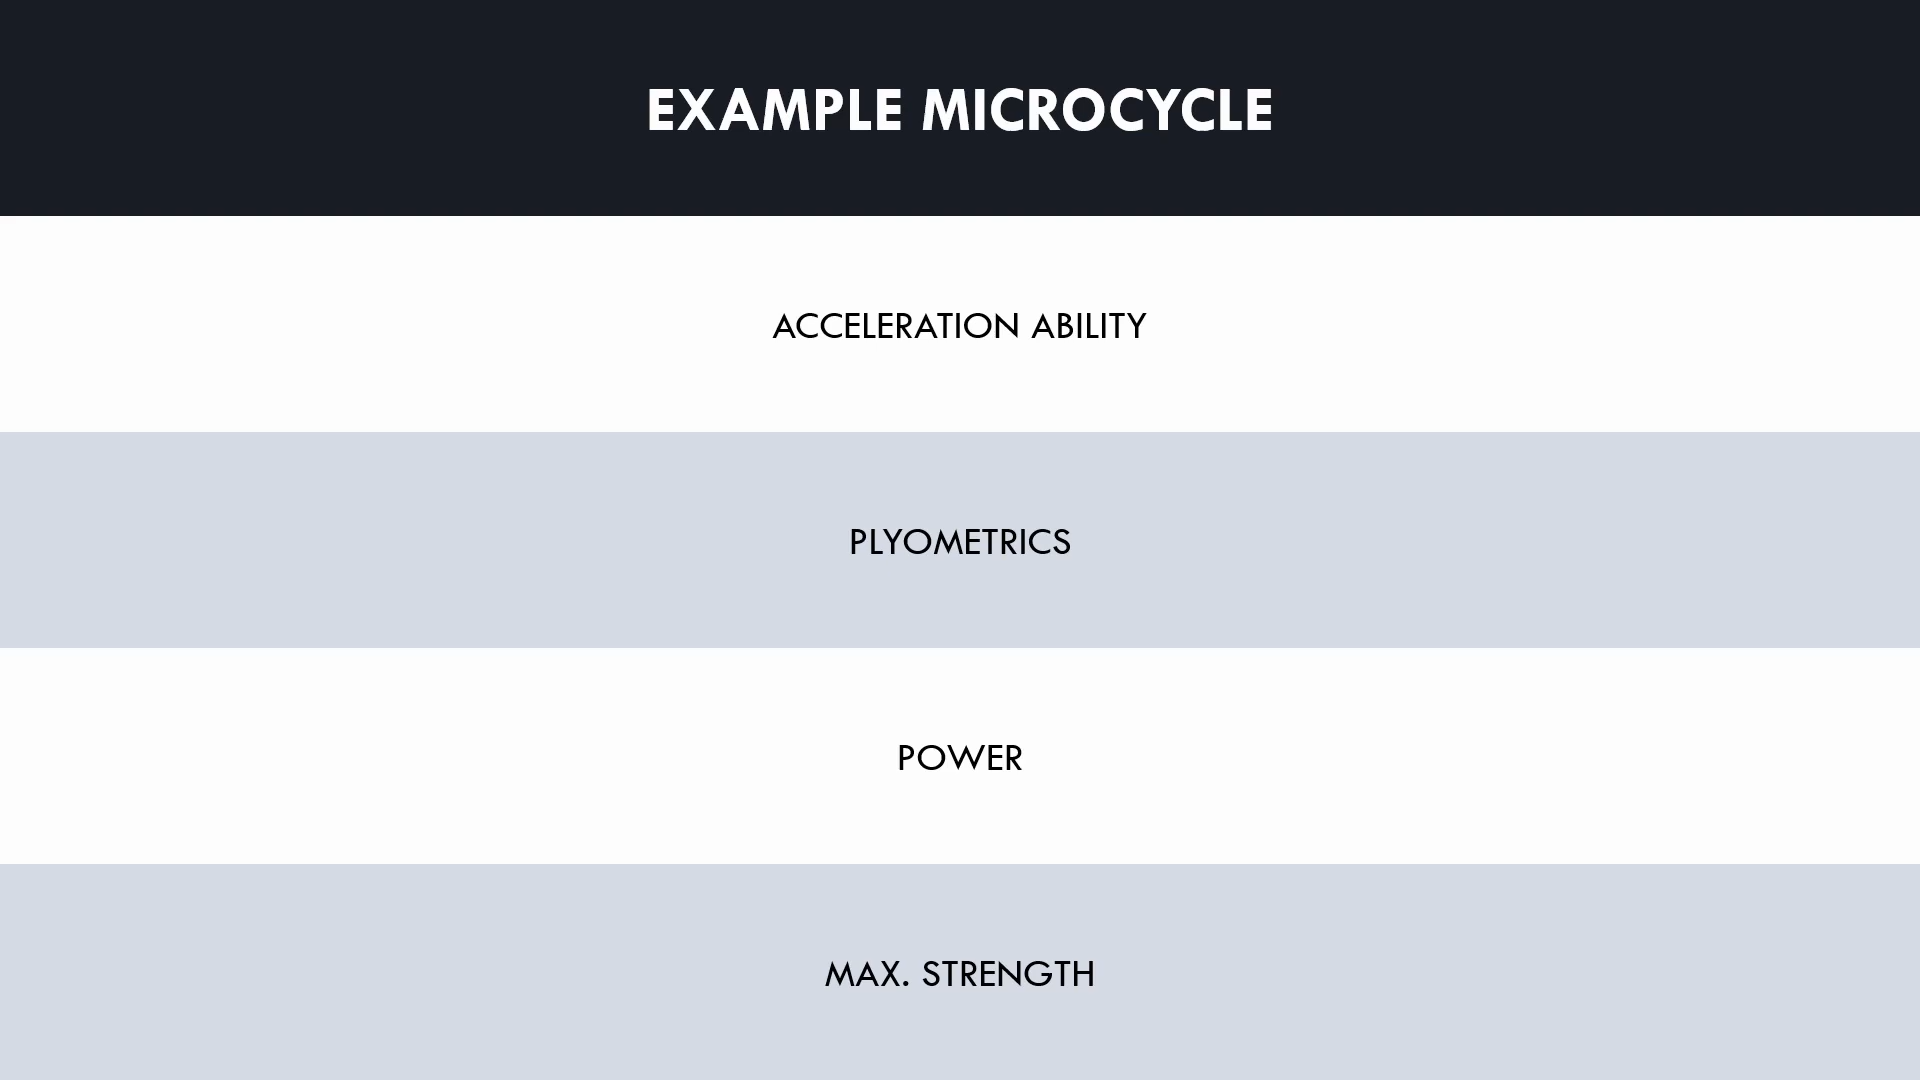 EXAMPLE MICROCYCLE
ACCELERATION ABILITY
PLYOMETRICS
POWER
MAX. STRENGTH